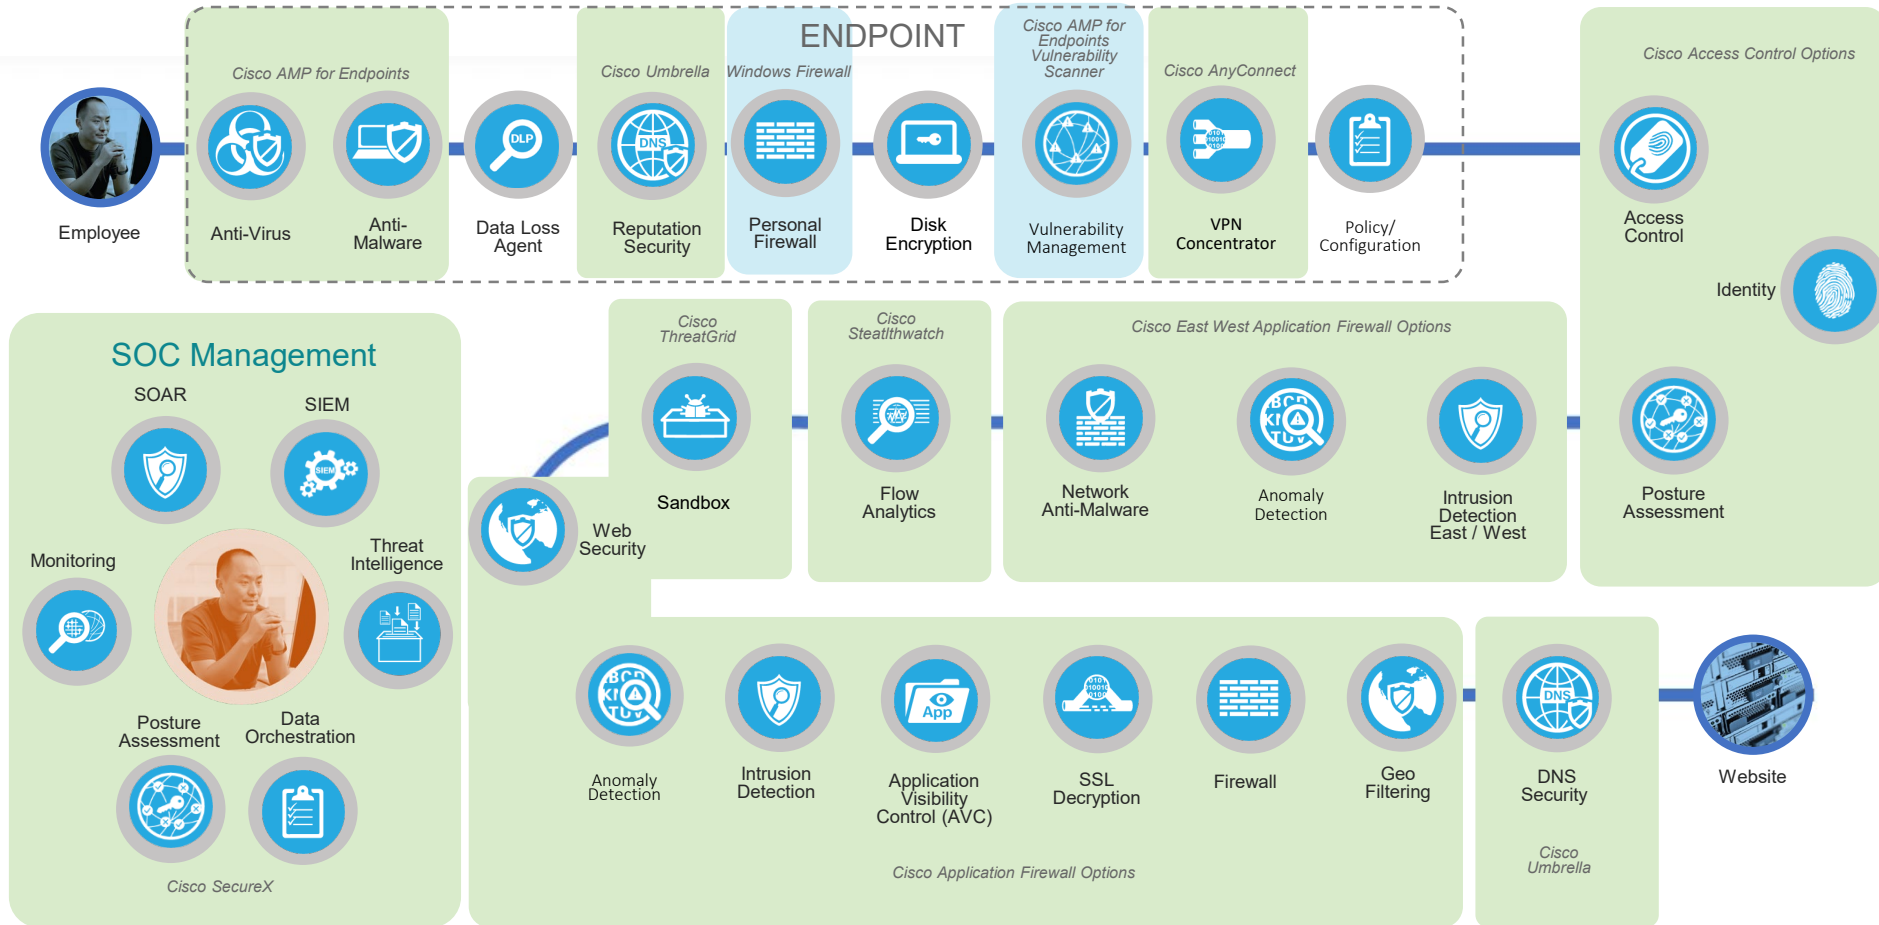 ENDPOINT
Cisco AMP for Endpoints
Cisco Umbrella
Windows Firewall
Cisco AMP for
Endpoints
Vulnerability
Scanner
Cisco AnyConnect
Cisco Access Control Options
DLP
DNS
Employee
Anti-Virus
Anti-
Malware
Data Loss
Agent
Reputation
Security
Personal
Firewall
Disk
Encryption
Vulnerability
Management
VPN
Concentrator
Policy/
Configuration
Access
Control
Identity
Posture
Assessment
Cisco East West Application Firewall Options
Network
Anti-Malware
Anomaly
Detection
Intrusion
Detection
East / West
Cisco
Stealthwatch
Flow
Analytics
Cisco
ThreatGrid
Sandbox
Web
Security
SOC Management
SOAR
SIEM
SIEM
Monitoring
Threat
Intelligence
Posture
Assessment
Data
Orchestration
Cisco SecureX
App
Anomaly
Detection
Intrusion
Detection
Application
Visibility
Control (AVC)
SSL
Decryption
Firewall
Geo
Filtering
Cisco Application Firewall Options
DNS
DNS
Security
Cisco
Umbrella
Website